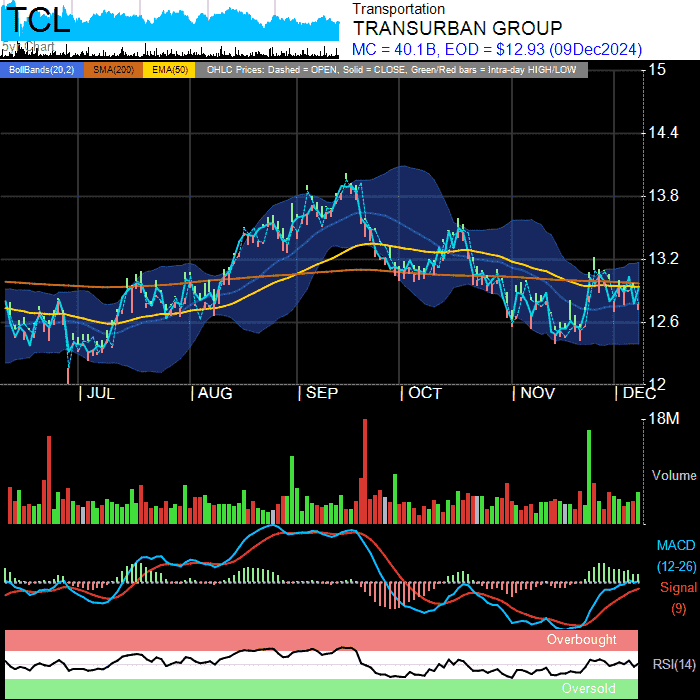 TCL
5yr Chart
Transportation
TRANSURBAN GROUP
MC = 40.1B, EOD = $12.93 (09Dec2024)
BollBands(20,2) SMA(200) EMA(50) OHLC Prices: Dashed = OPEN, Solid = CLOSE, Green/Red bars = Intra-day HIGH/LOW
15
14.4
13.8
13.2
12.6
12
| JUL | AUG | SEP | OCT | NOV | DEC
18M
Volume
MACD
(12-26)
Signal
(9)
Overbought
RSI(14)
Oversold